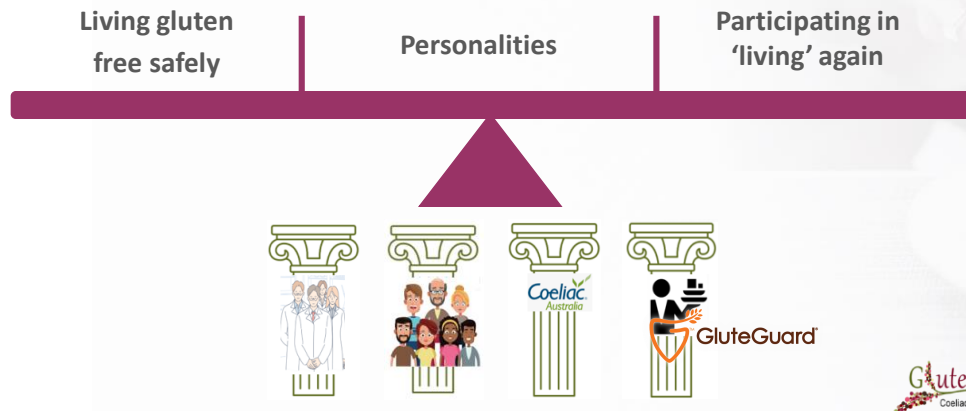 Living gluten
free safely
Personalities
Participating in
‘living’ again
Coeliac
Australia
GluteGuard